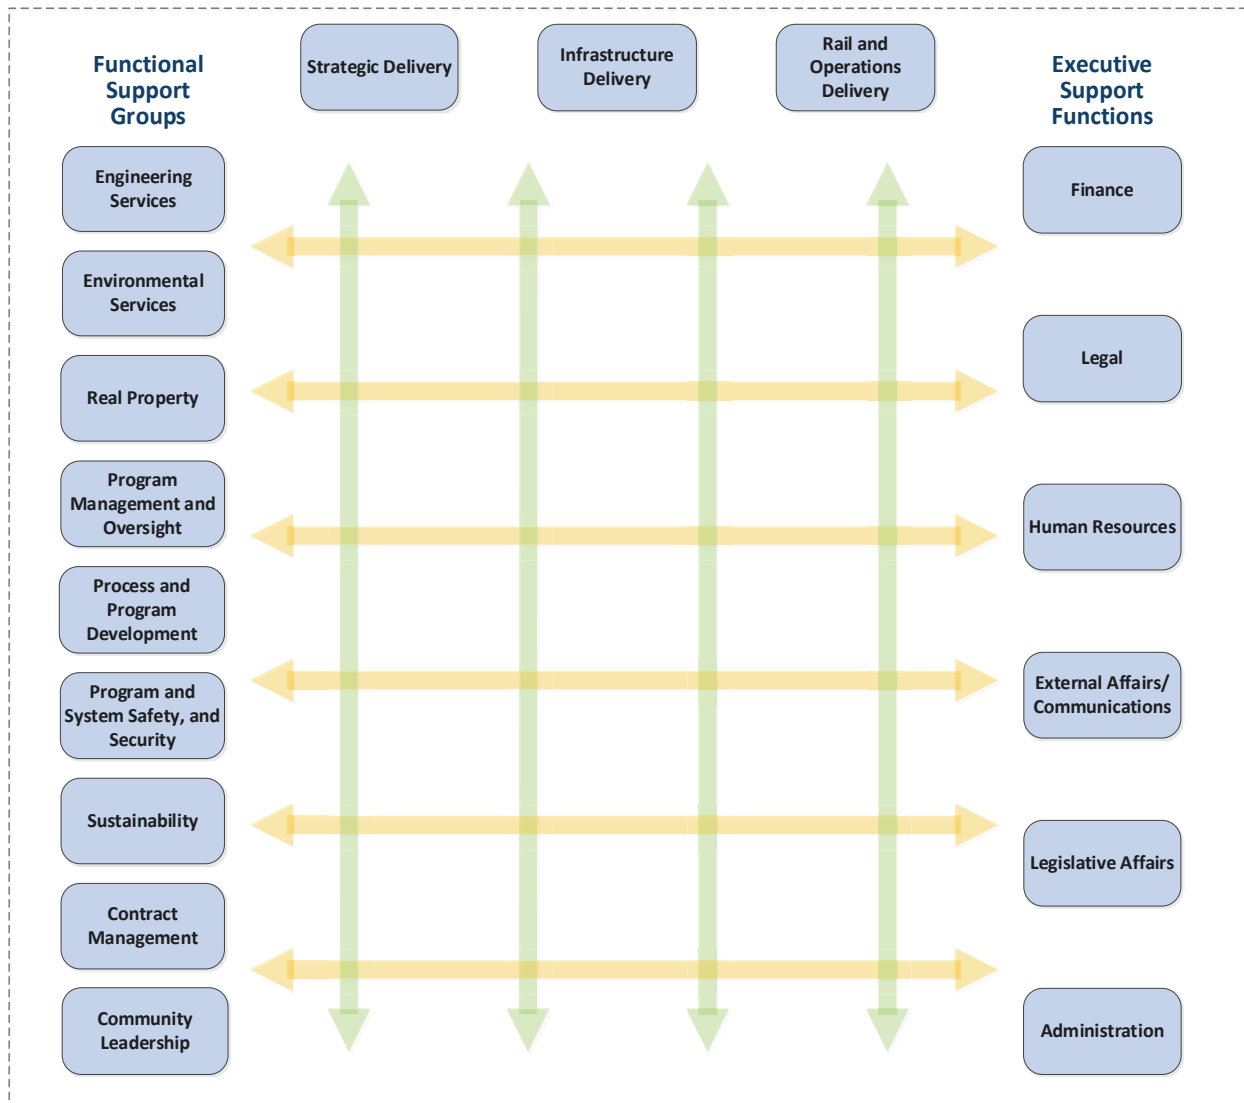 Strategic Delivery
Infrastructure
Delivery
Rail and
Operations
Delivery
Functional
Support
Groups
Engineering
Services
Environmental
Services
Real Property
Program
Management and
Oversight
Process and
Program
Development
Program and
System Safety, and
Security
Sustainability
Contract
Management
Community
Leadership
Executive
Support
Functions
Finance
Legal
Human Resources
External Affairs/
Communications
Legislative Affairs
Administration